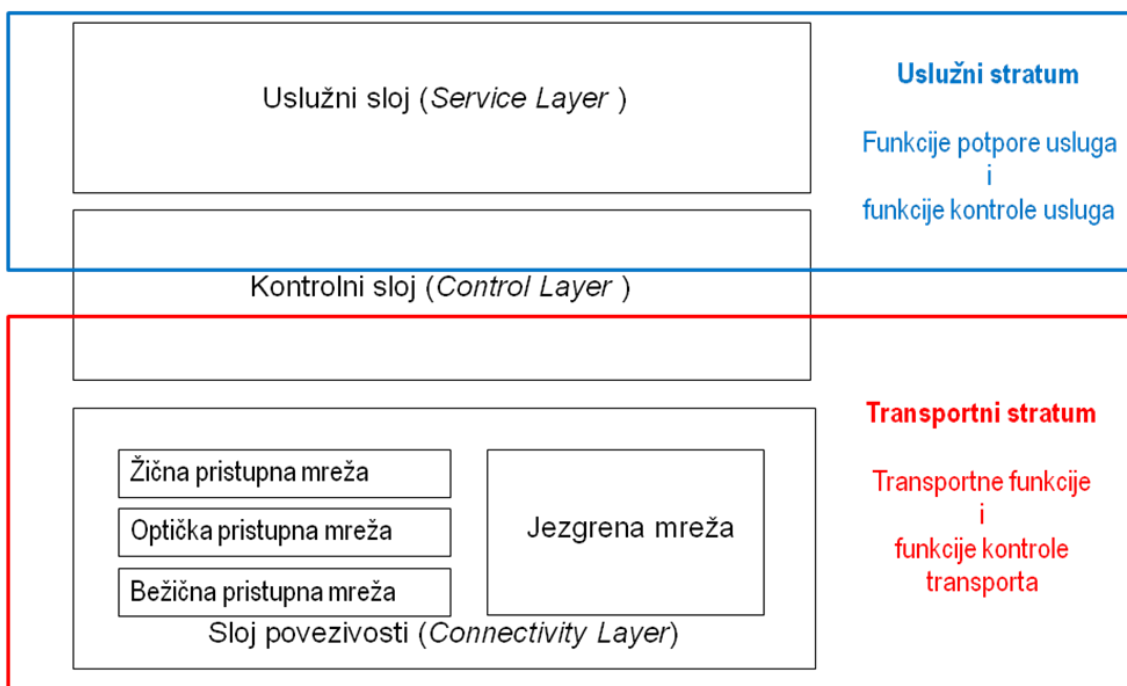 Uslužni sloj (Service Layer )
Uslužni stratum
Funkcije potpore usluga
i
funkcije kontrole usluga
Kontrolni sloj (Control Layer )
Žična pristupna mreža
Optička pristupna mreža
Bežična pristupna mreža
Jezgrena mreža
Sloj povezivosti (Connectivity Layer)
Transportni stratum
Transportne funkcije
i
funkcije kontrole
transporta